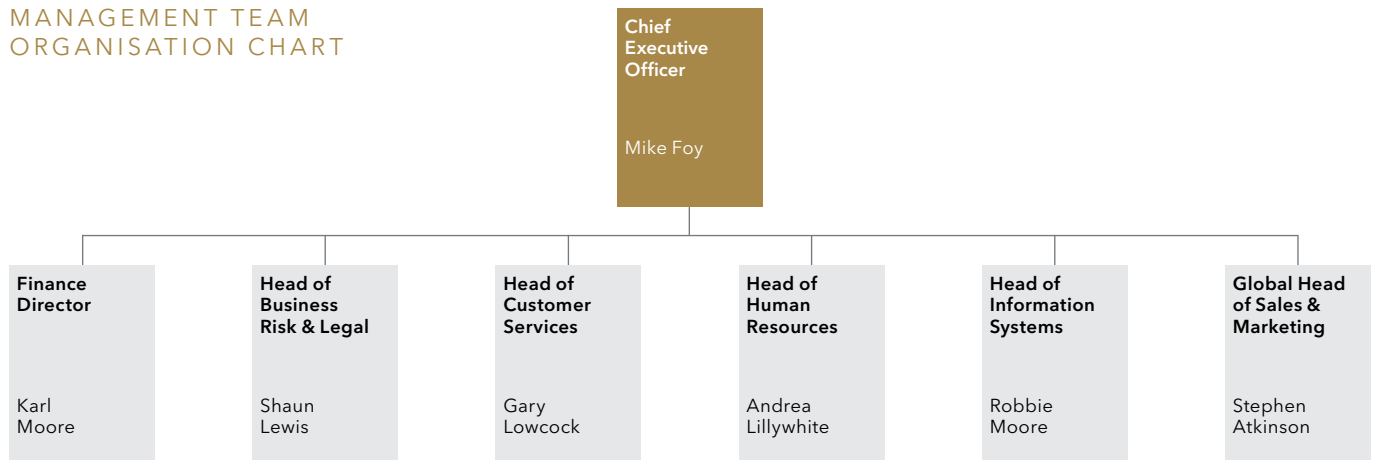 MANAGEMENT TEAM
ORGANISATION CHART
Chief
Executive
Officer
Mike Foy
Finance
Director
Karl
Moore
Head of
Business
Risk & Legal
Shaun
Lewis
Head of
Customer
Services
Gary
Lowcock
Head of
Human
Resources
Andrea
Lillywhite
Head of
Information
Systems
Robbie
Moore
Global Head
of Sales &
Marketing
Stephen
Atkinson